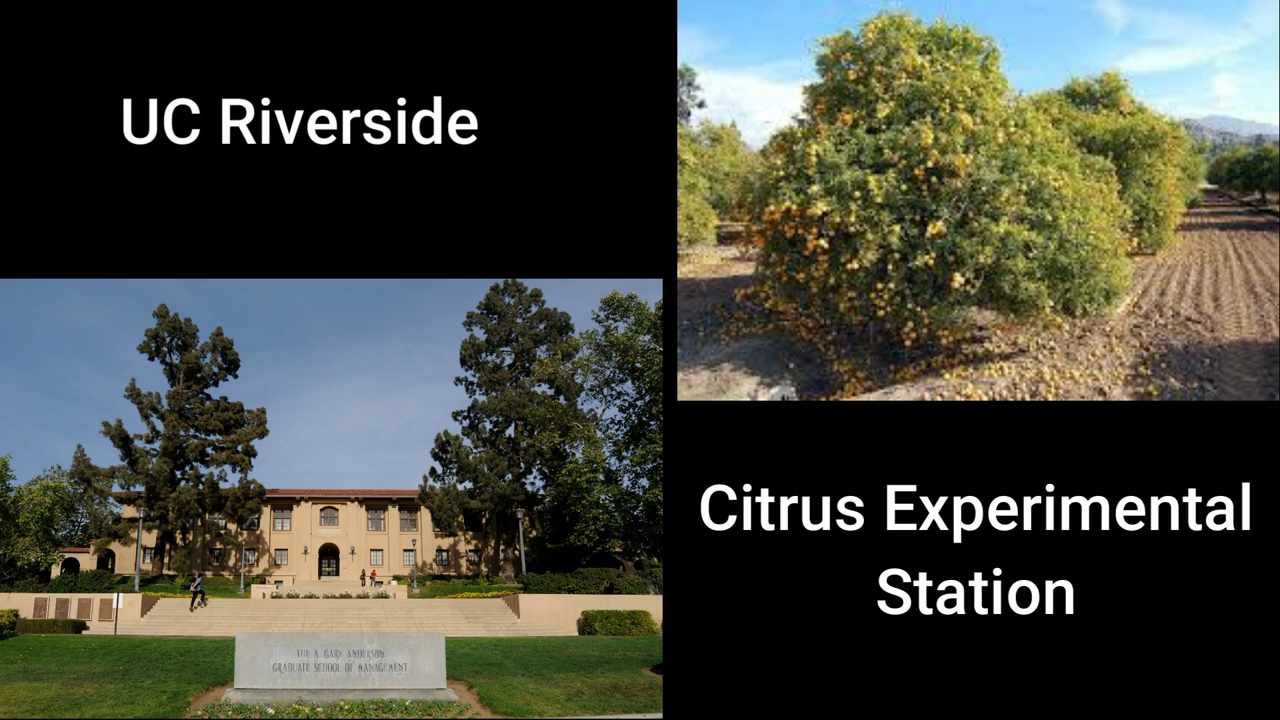 UC Riverside
THE A. GARY ANDERSON
GRADUATE SCHOOL OF MANAGEMENT
Citrus Experimental
Station